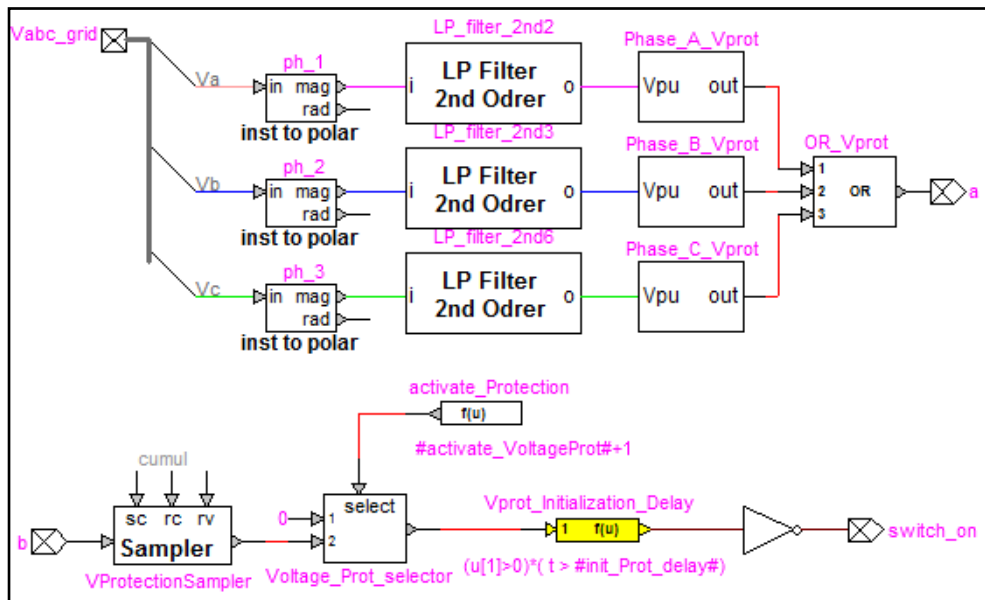 LP_filter_2nd2
Vabc_grid
Phase_A_Vprot
ph_1
Va
in mag
rad
inst to polar
i
LP Filter
2nd Odrer
o
Vpu out
LP_filter_2nd3
Phase_B_Vprot
OR_Vprot
ph_2
Vb
in mag
rad
inst to polar
i
LP Filter
2nd Odrer
o
Vpu out
1
2
3
OR
a
LP_filter_2nd6
Phase_C_Vprot
ph_3
Vc
in mag
rad
inst to polar
i
LP Filter
2nd Odrer
o
Vpu out
activate_Protection
f(u)
#activate_VoltageProt#+1
cumul
sc rc rv
b
Sampler
VProtectionSampler
select
0
1
2
Voltage_Prot_selector
Vprot_Initialization_Delay
1 f(u)
(u[1]>0)*( t > #init_Prot_delay#)
switch_on